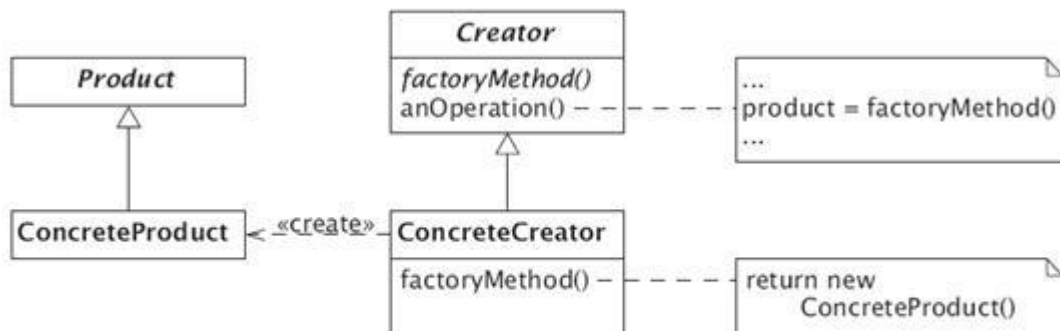 Creator
Product
factoryMethod()
anOperation()
...
product = factoryMethod()
...
ConcreteProduct
«create»
ConcreteCreator
factoryMethod()
return new
ConcreteProduct()